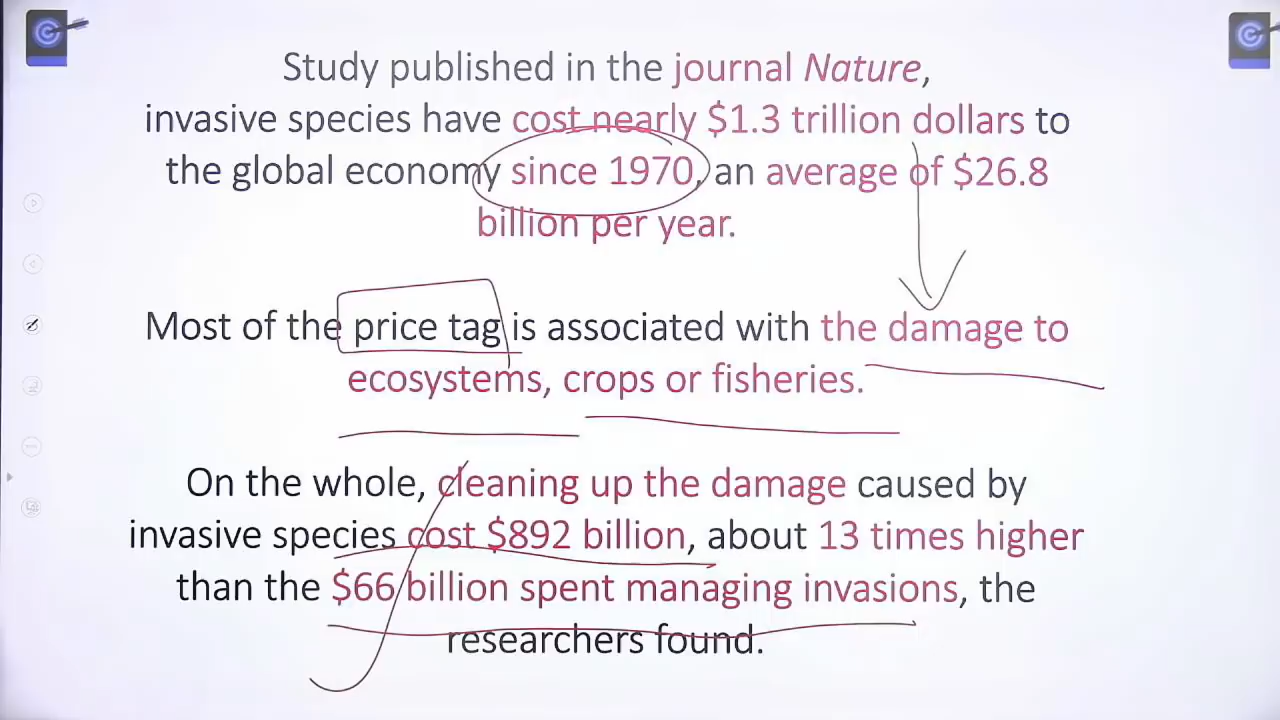 Study published in the journal Nature,
invasive species have cost nearly $1.3 trillion dollars to
the global economy since 1970, an average of $26.8
billion per year.
Most of the price tag is associated with the damage to
ecosystems, crops or fisheries.
On the whole, cleaning up the damage caused by
invasive species cost $892 billion, about 13 times higher
than the $66 billion spent managing invasions, the
researchers found.